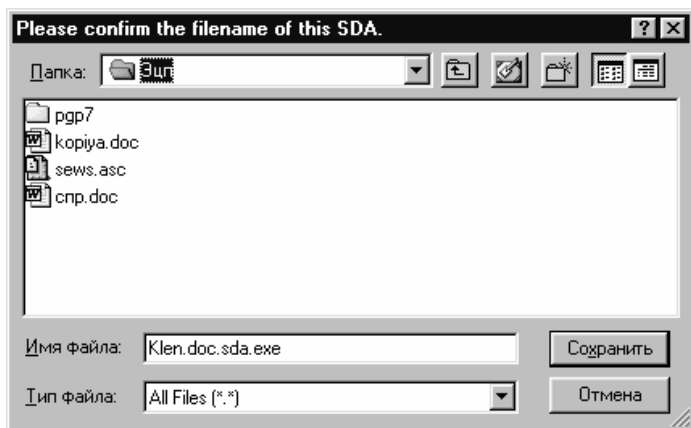 Please confirm the filename of this SDA.
Папка: Эцп
pgp7
kopiya.doc
sews.asc
спр.doc
Имя файла: Klen.doc.sda.exe Сохранить
Тип файла: All Files (*.*) Отмена